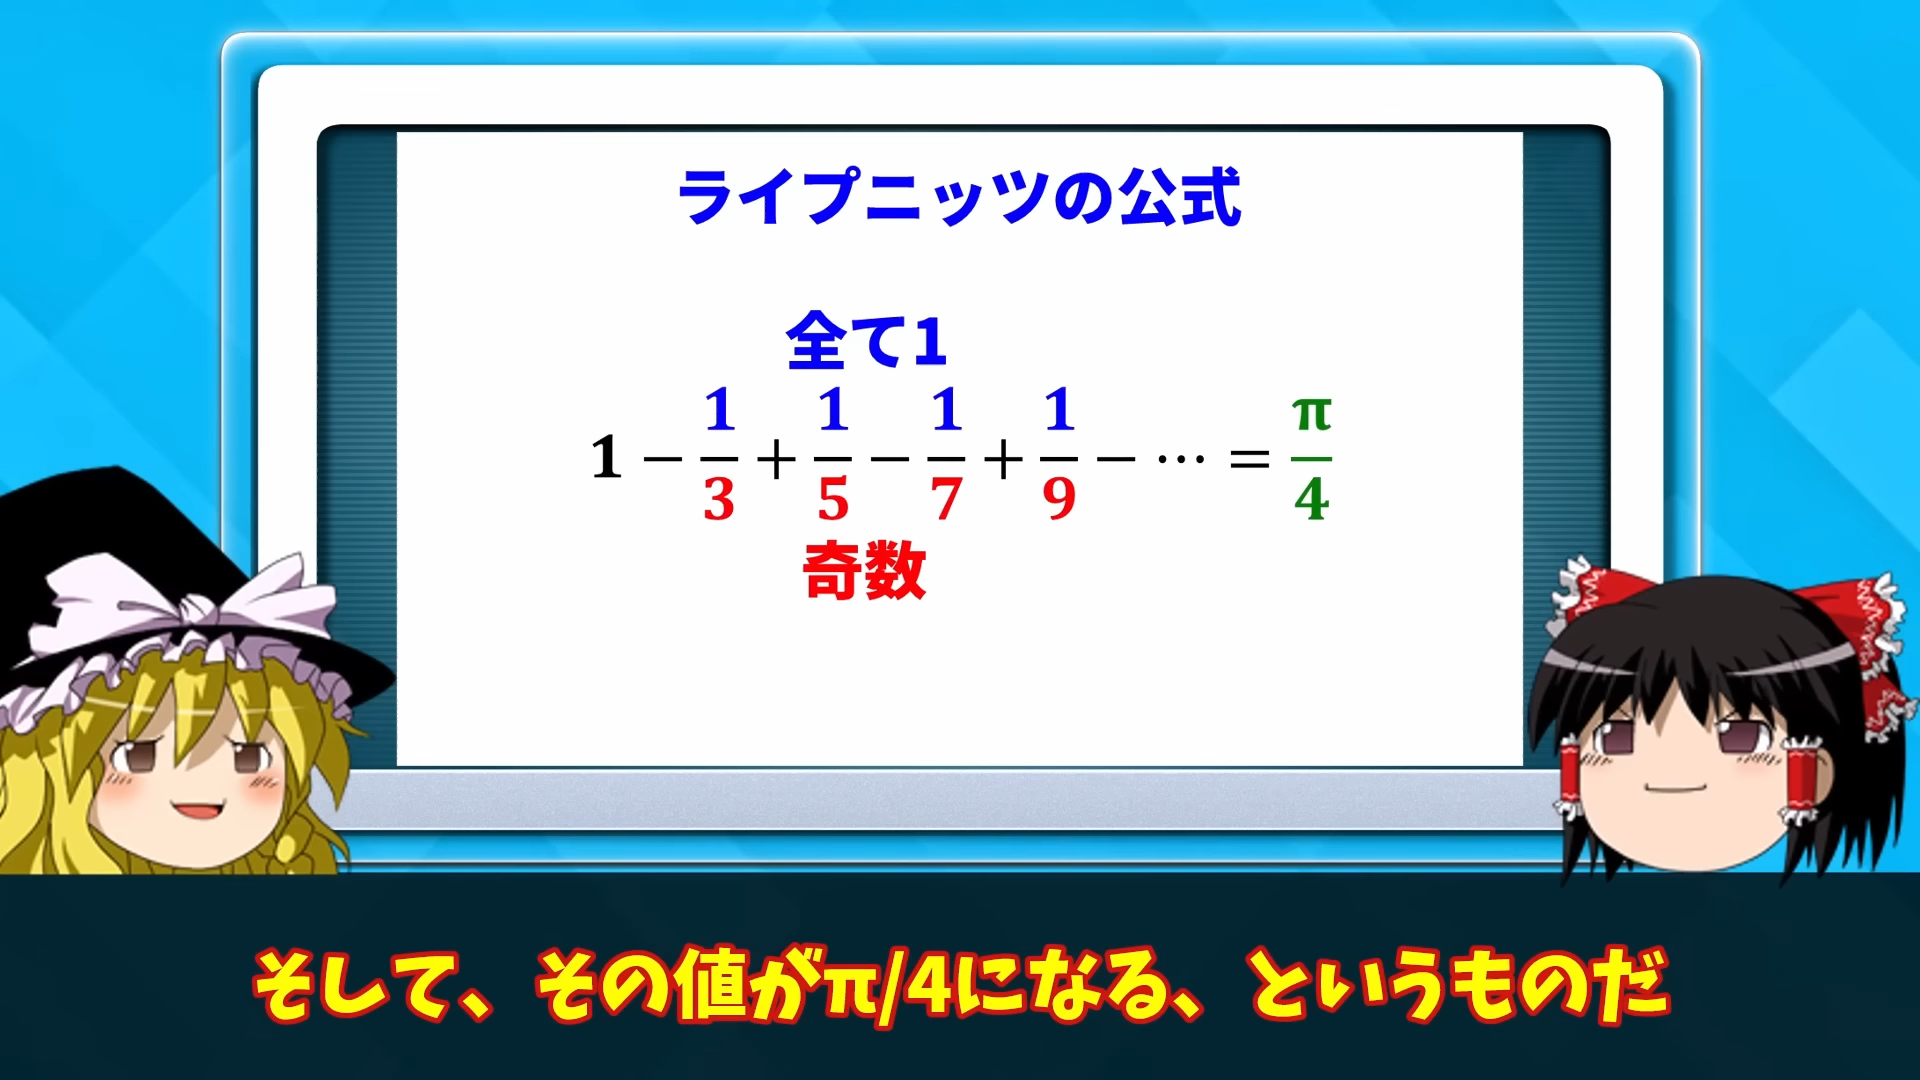 ライプニッツの公式
全て1
1 − 1/3 + 1/5 − 1/7 + 1/9 − ⋯ = π/4
奇数
そして、その値がπ/4になる、というものだ